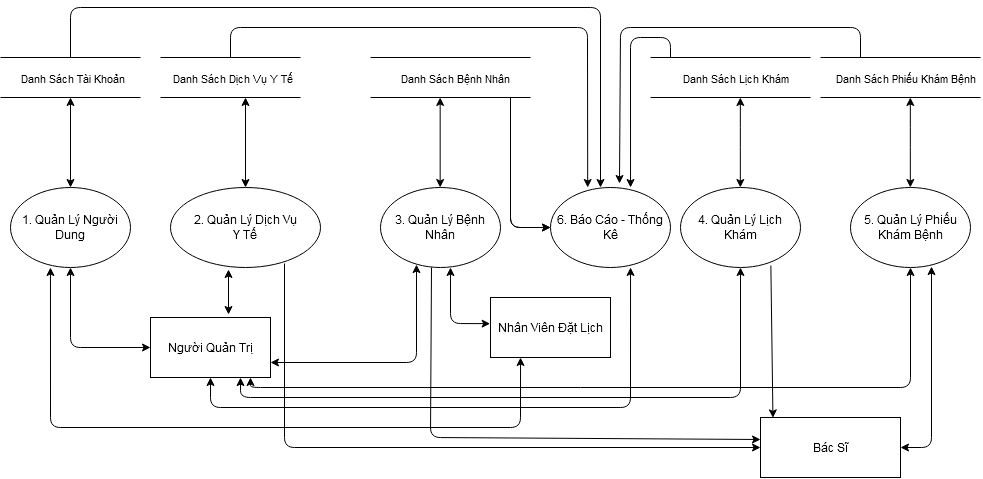 Danh Sách Tài Khoản
Danh Sách Dịch Vụ Y Tế
Danh Sách Bệnh Nhân
Danh Sách Lịch Khám
Danh Sách Phiếu Khám Bệnh
1. Quản Lý Người
Dung
2. Quản Lý Dịch Vụ
Y Tế
3. Quản Lý Bệnh
Nhân
6. Báo Cáo - Thống
Kê
4. Quản Lý Lịch
Khám
5. Quản Lý Phiếu
Khám Bệnh
Nhân Viên Đặt Lịch
Người Quản Trị
Bác Sĩ